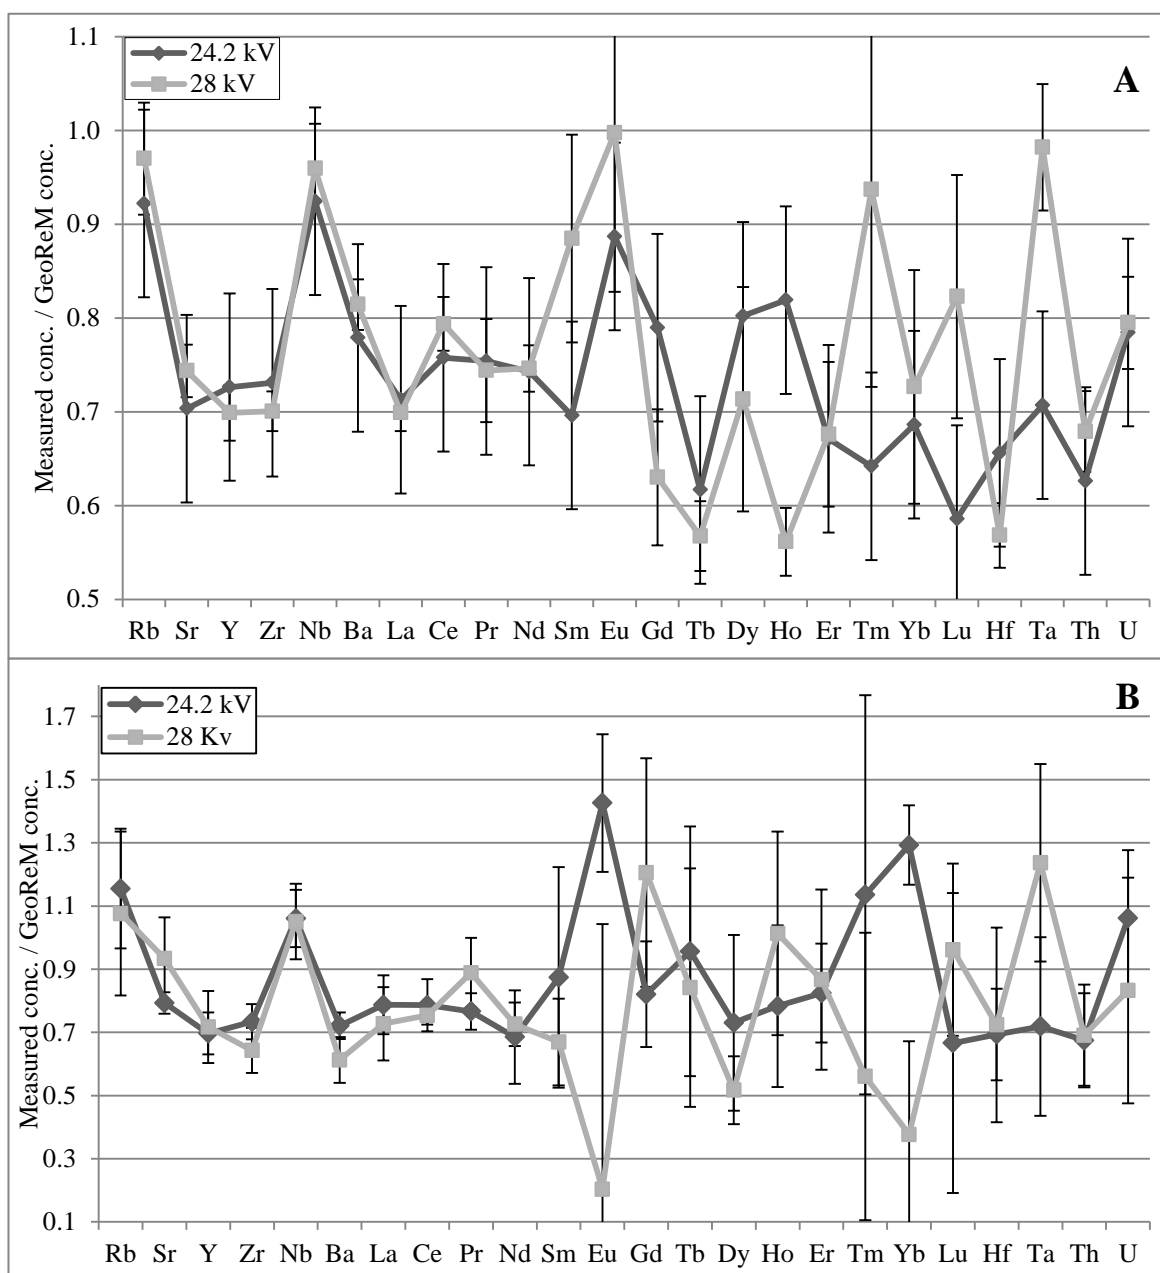 24.2 kV
28 kV
A
Measured conc. / GeoReM conc.
1.1
1.0
0.9
0.8
0.7
0.6
0.5
Rb Sr Y Zr Nb Ba La Ce Pr Nd Sm Eu Gd Tb Dy Ho Er Tm Yb Lu Hf Ta Th U
24.2 kV
28 Kv
B
Measured conc. / GeoReM conc.
1.7
1.5
1.3
1.1
0.9
0.7
0.5
0.3
0.1
Rb Sr Y Zr Nb Ba La Ce Pr Nd Sm Eu Gd Tb Dy Ho Er Tm Yb Lu Hf Ta Th U